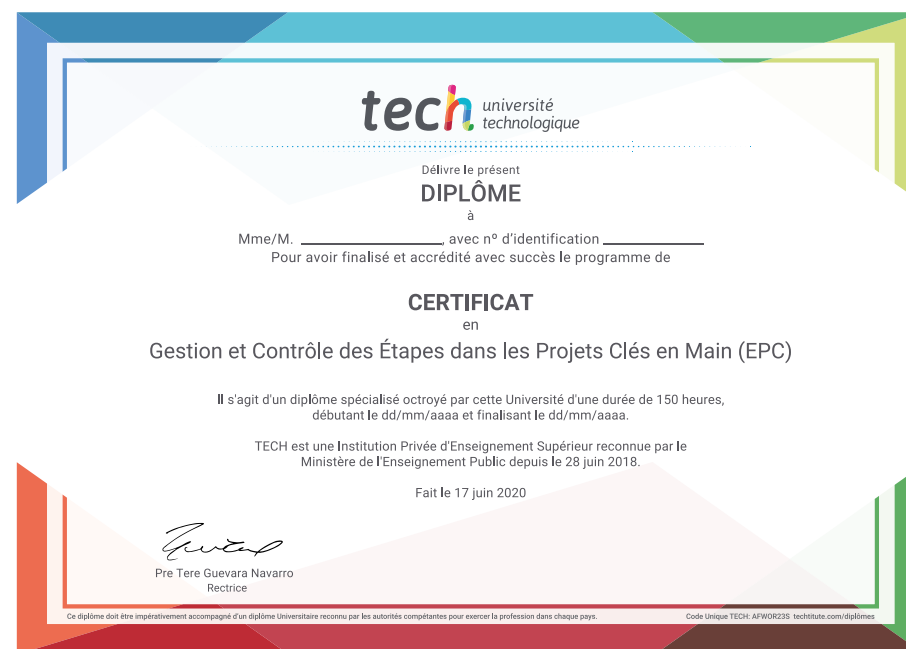 tech université
technologique
Délivre le présent
DIPLÔME
à
Mme/M. ____________________, avec nº d'identification ______________
Pour avoir finalisé et accrédité avec succès le programme de
CERTIFICAT
en
Gestion et Contrôle des Étapes dans les Projets Clés en Main (EPC)
Il s'agit d'un diplôme spécialisé octroyé par cette Université d'une durée de 150 heures,
débutant le dd/mm/aaaa et finalisant le dd/mm/aaaa.
TECH est une Institution Privée d'Enseignement Supérieur reconnue par le
Ministère de l'Enseignement Public depuis le 28 juin 2018.
Fait le 17 juin 2020
Pre Tere Guevara Navarro
Rectrice
Ce diplôme doit être impérativement accompagné d'un diplôme Universitaire reconnu par les autorités compétantes pour exercer la profession dans chaque pays.
Code Unique TECH: AFWOR23S techtitute.com/diplômes